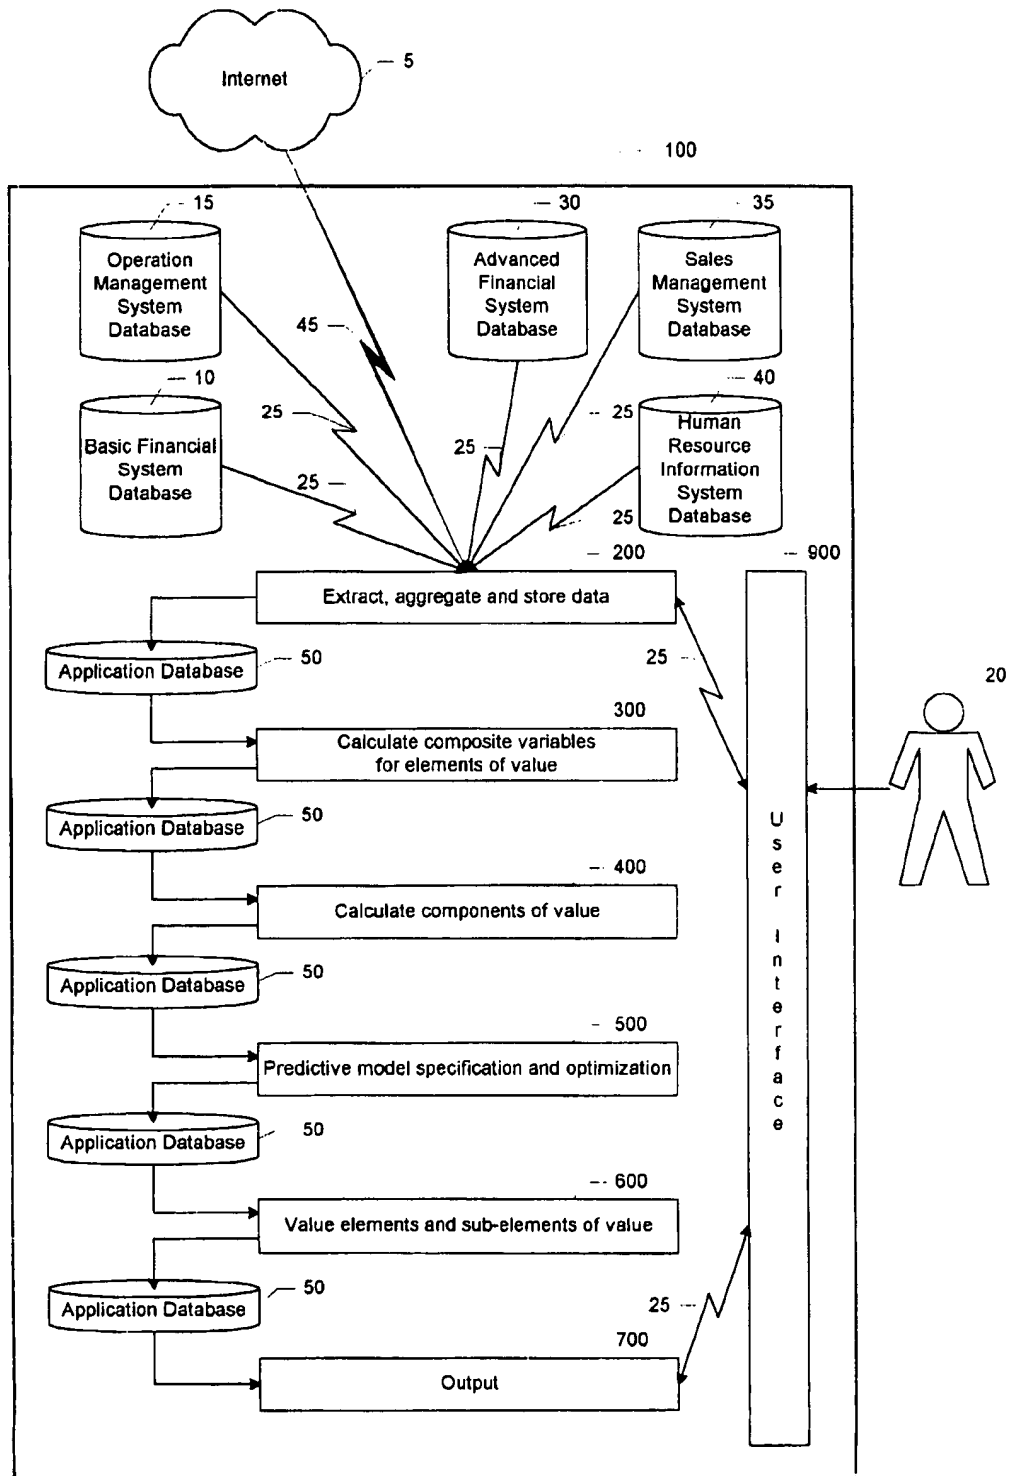 Internet
5
100
15
Operation
Management
System
Database
30
Advanced
Financial
System
Database
35
Sales
Management
System
Database
45
10
Basic Financial
System
Database
40
Human
Resource
Information
System
Database
25
25
25
25
25
200
Extract, aggregate and store data
900
User Interface
Application Database
50
25
20
300
Calculate composite variables
for elements of value
Application Database
50
400
Calculate components of value
Application Database
50
500
Predictive model specification and optimization
Application Database
50
600
Value elements and sub-elements of value
Application Database
50
25
700
Output